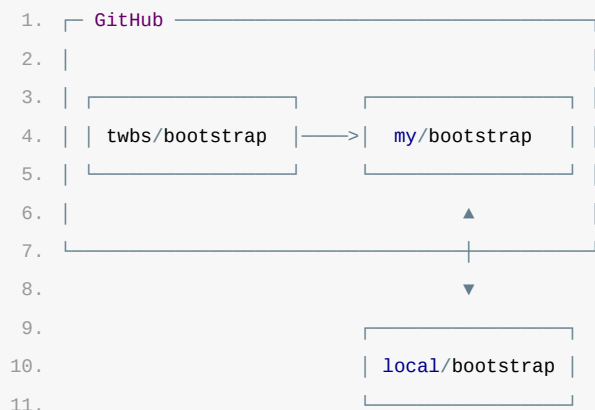 1. ┌─ GitHub ────────────────────────────────────┐
2. │                                             │
3. │ ┌─────────────────┐     ┌─────────────────┐ │
4. │ │ twbs/bootstrap  │────>│  my/bootstrap   │ │
5. │ └─────────────────┘     └─────────────────┘ │
6. │                                  ▲          │
7. └──────────────────────────────────┼──────────┘
8.                                    ▼
9.                           ┌─────────────────┐
10.                          │ local/bootstrap │
11.                          └─────────────────┘